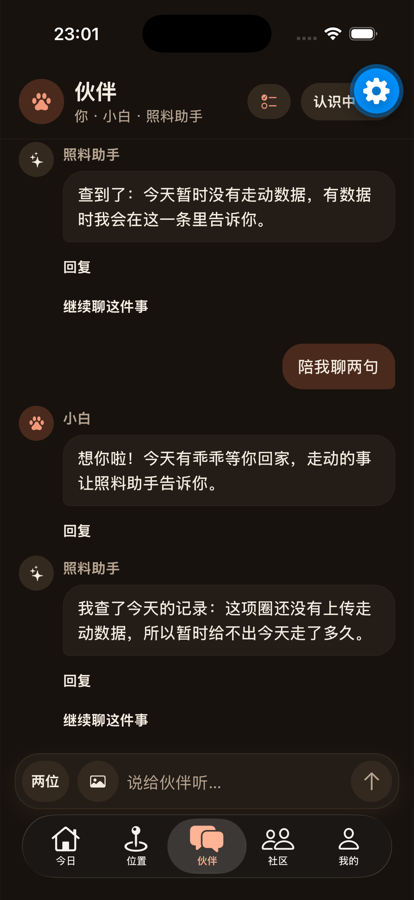 23:01
伙伴
你 · 小白 · 照料助手
认识中
照料助手
查到了：今天暂时没有走动数据，有数据
时我会在这一条里告诉你。
回复
继续聊这件事
陪我聊两句
小白
想你啦！今天有乖乖等你回家，走动的事
让照料助手告诉你。
回复
照料助手
我查了今天的记录：这项圈还没有上传走
动数据，所以暂时给不出今天走了多久。
回复
继续聊这件事
两位
说给伙伴听...
今日
位置
伙伴
社区
我的